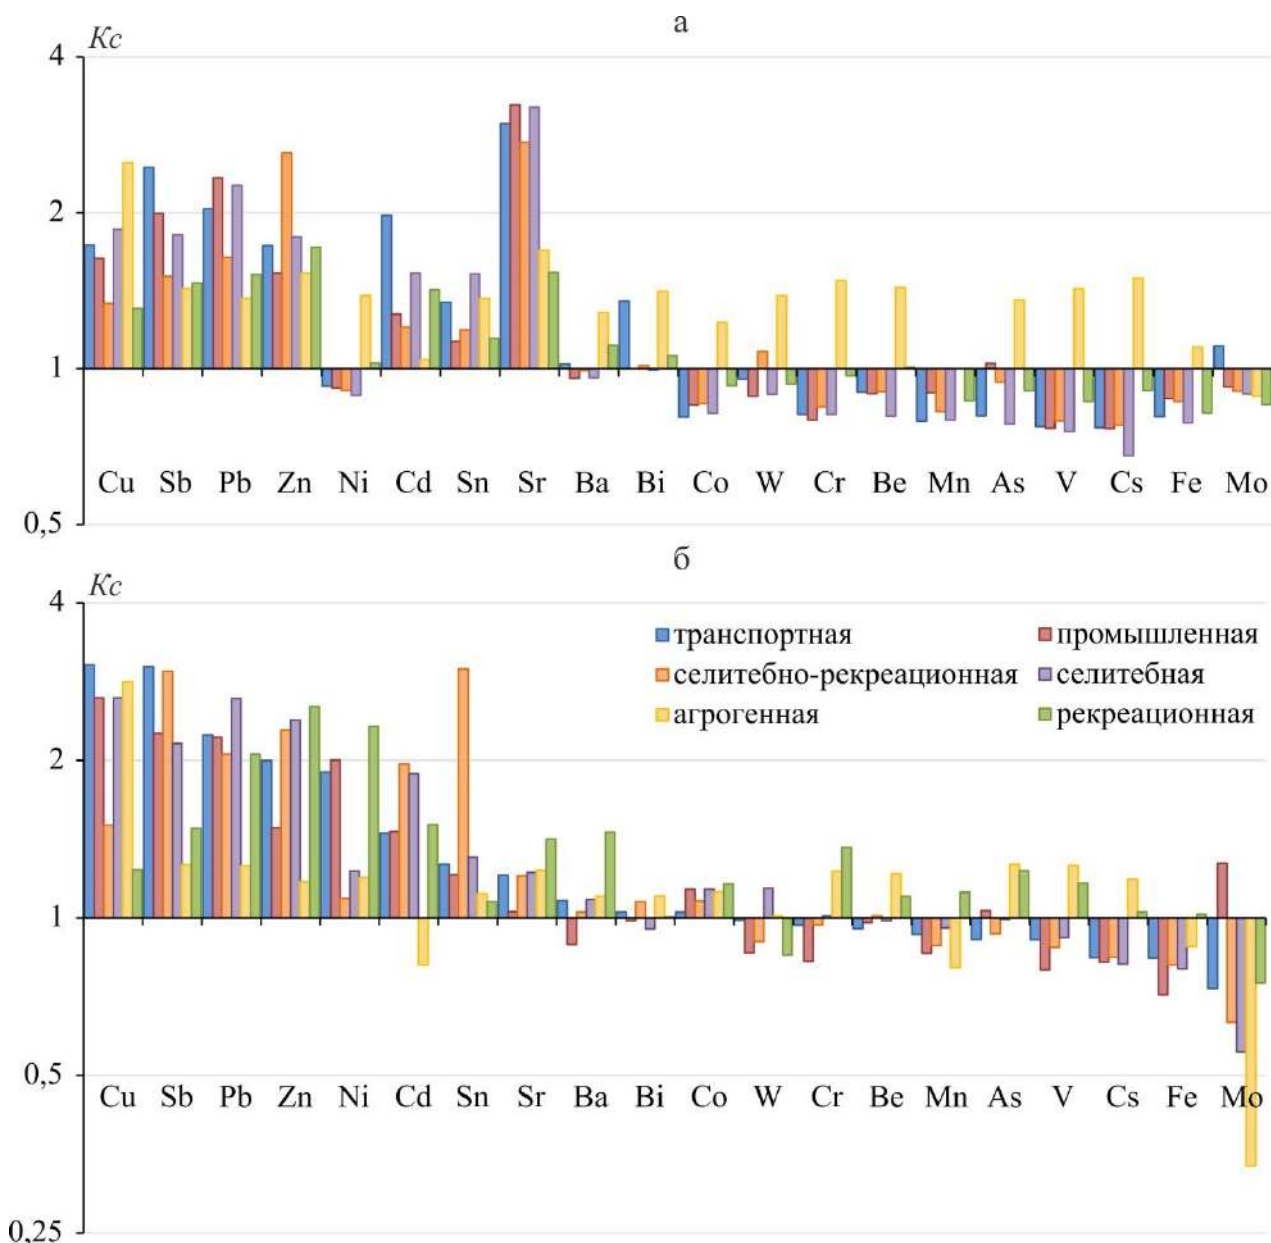 а
Кс
4
2
1
Cu Sb Pb Zn Ni Cd Sn Sr Ba Bi Co W Cr Be Mn As V Cs Fe Mo
0,5
б
Кс
4
транспортная промышленная
селитебно-рекреационная селитебная
агрогенная рекреационная
2
1
0,5
Cu Sb Pb Zn Ni Cd Sn Sr Ba Bi Co W Cr Be Mn As V Cs Fe Mo
0,25